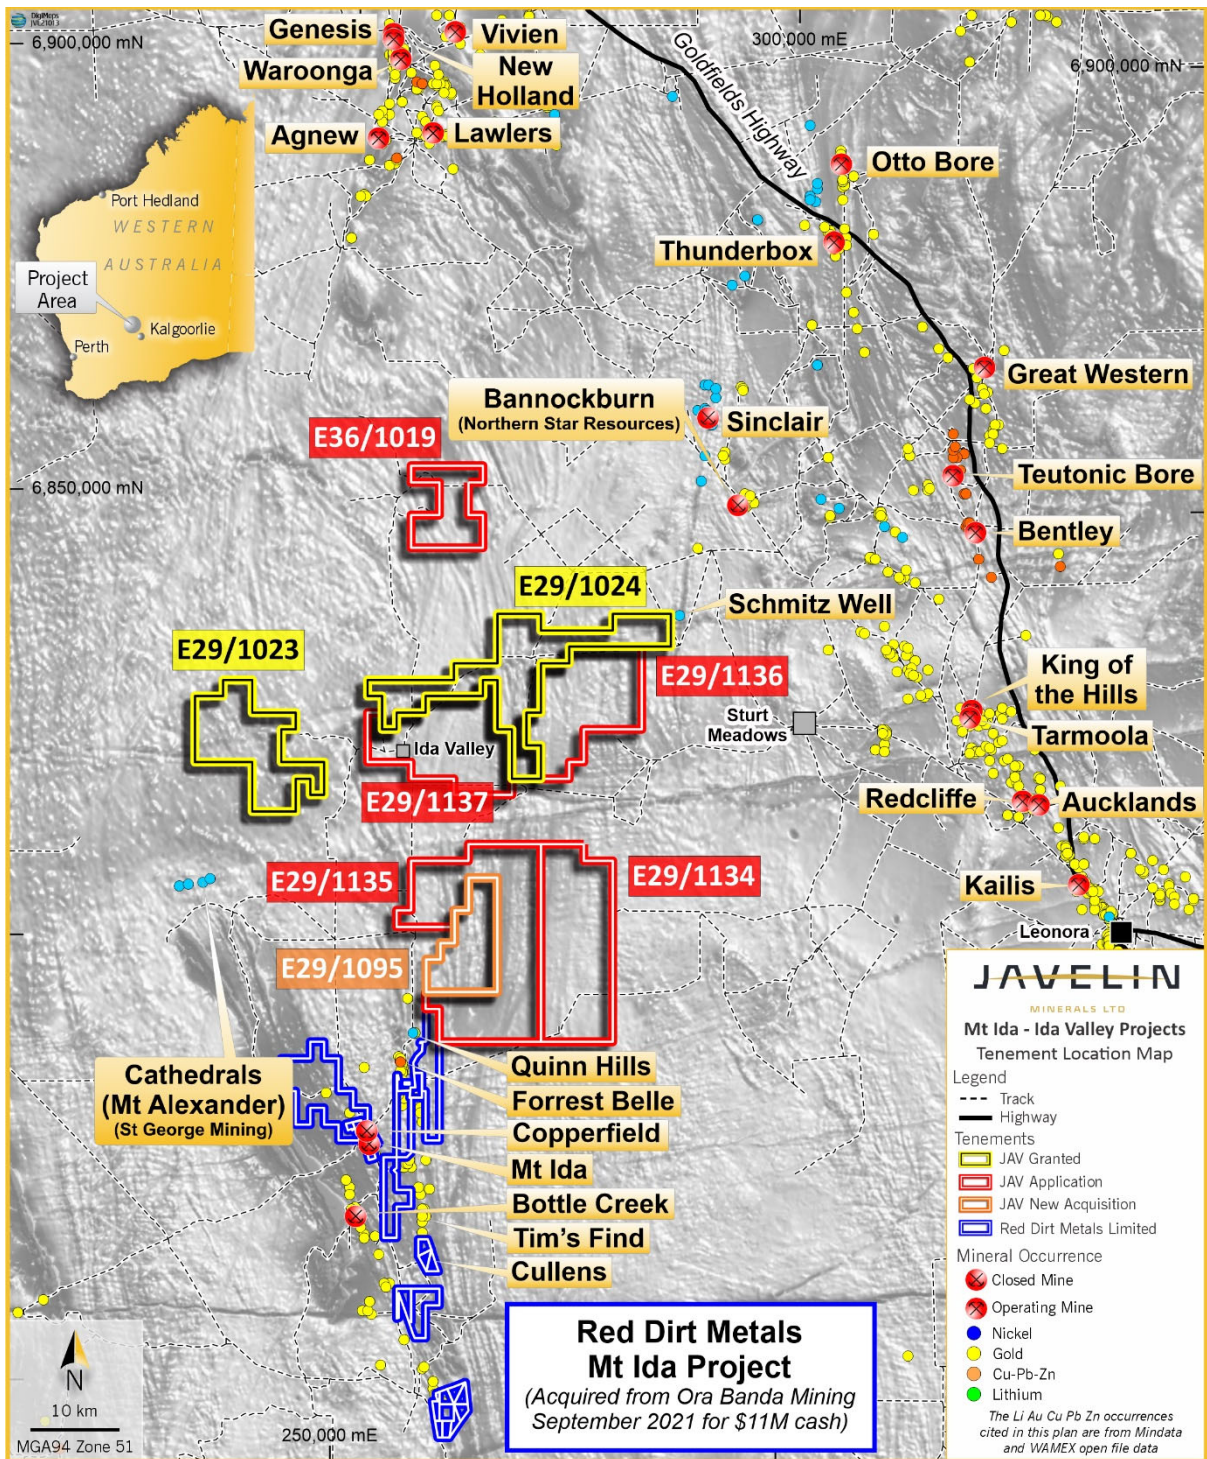 DigiMaps
6,900,000 mN
Genesis
Vivien
Waroonga
New
Holland
Agnew
Lawlers
Goldfields Highway
300,000 mE
6,900,000 mN
Otto Bore
Thunderbox
Port Hedland
WESTERN
AUSTRALIA
Project
Area
Kalgoorlie
Perth
Great Western
Bannockburn
(Northern Star Resources)
Sinclair
E36/1019
6,850,000 mN
Teutonic Bore
Bentley
E29/1024
Schmitz Well
E29/1023
E29/1136
King of
the Hills
Sturt
Meadows
Tarmoola
Ida Valley
E29/1137
Redcliffe
Aucklands
E29/1135
E29/1134
Kailis
Leonora
E29/1095
Cathedrals
(Mt Alexander)
(St George Mining)
Quinn Hills
Forrest Belle
Copperfield
Mt Ida
Bottle Creek
Tim's Find
Cullens
Red Dirt Metals
Mt Ida Project
(Acquired from Ora Banda Mining
September 2021 for $11M cash)
N
10 km
MGA94 Zone 51
250,000 mE
JAVELIN
MINERALS LTD
Mt Ida - Ida Valley Projects
Tenement Location Map
Legend
Track
Highway
Tenements
JAV Granted
JAV Application
JAV New Acquisition
Red Dirt Metals Limited
Mineral Occurrence
Closed Mine
Operating Mine
Nickel
Gold
Cu-Pb-Zn
Lithium
The Li Au Cu Pb Zn occurrences
cited in this plan are from Mindata
and WAMEX open file data